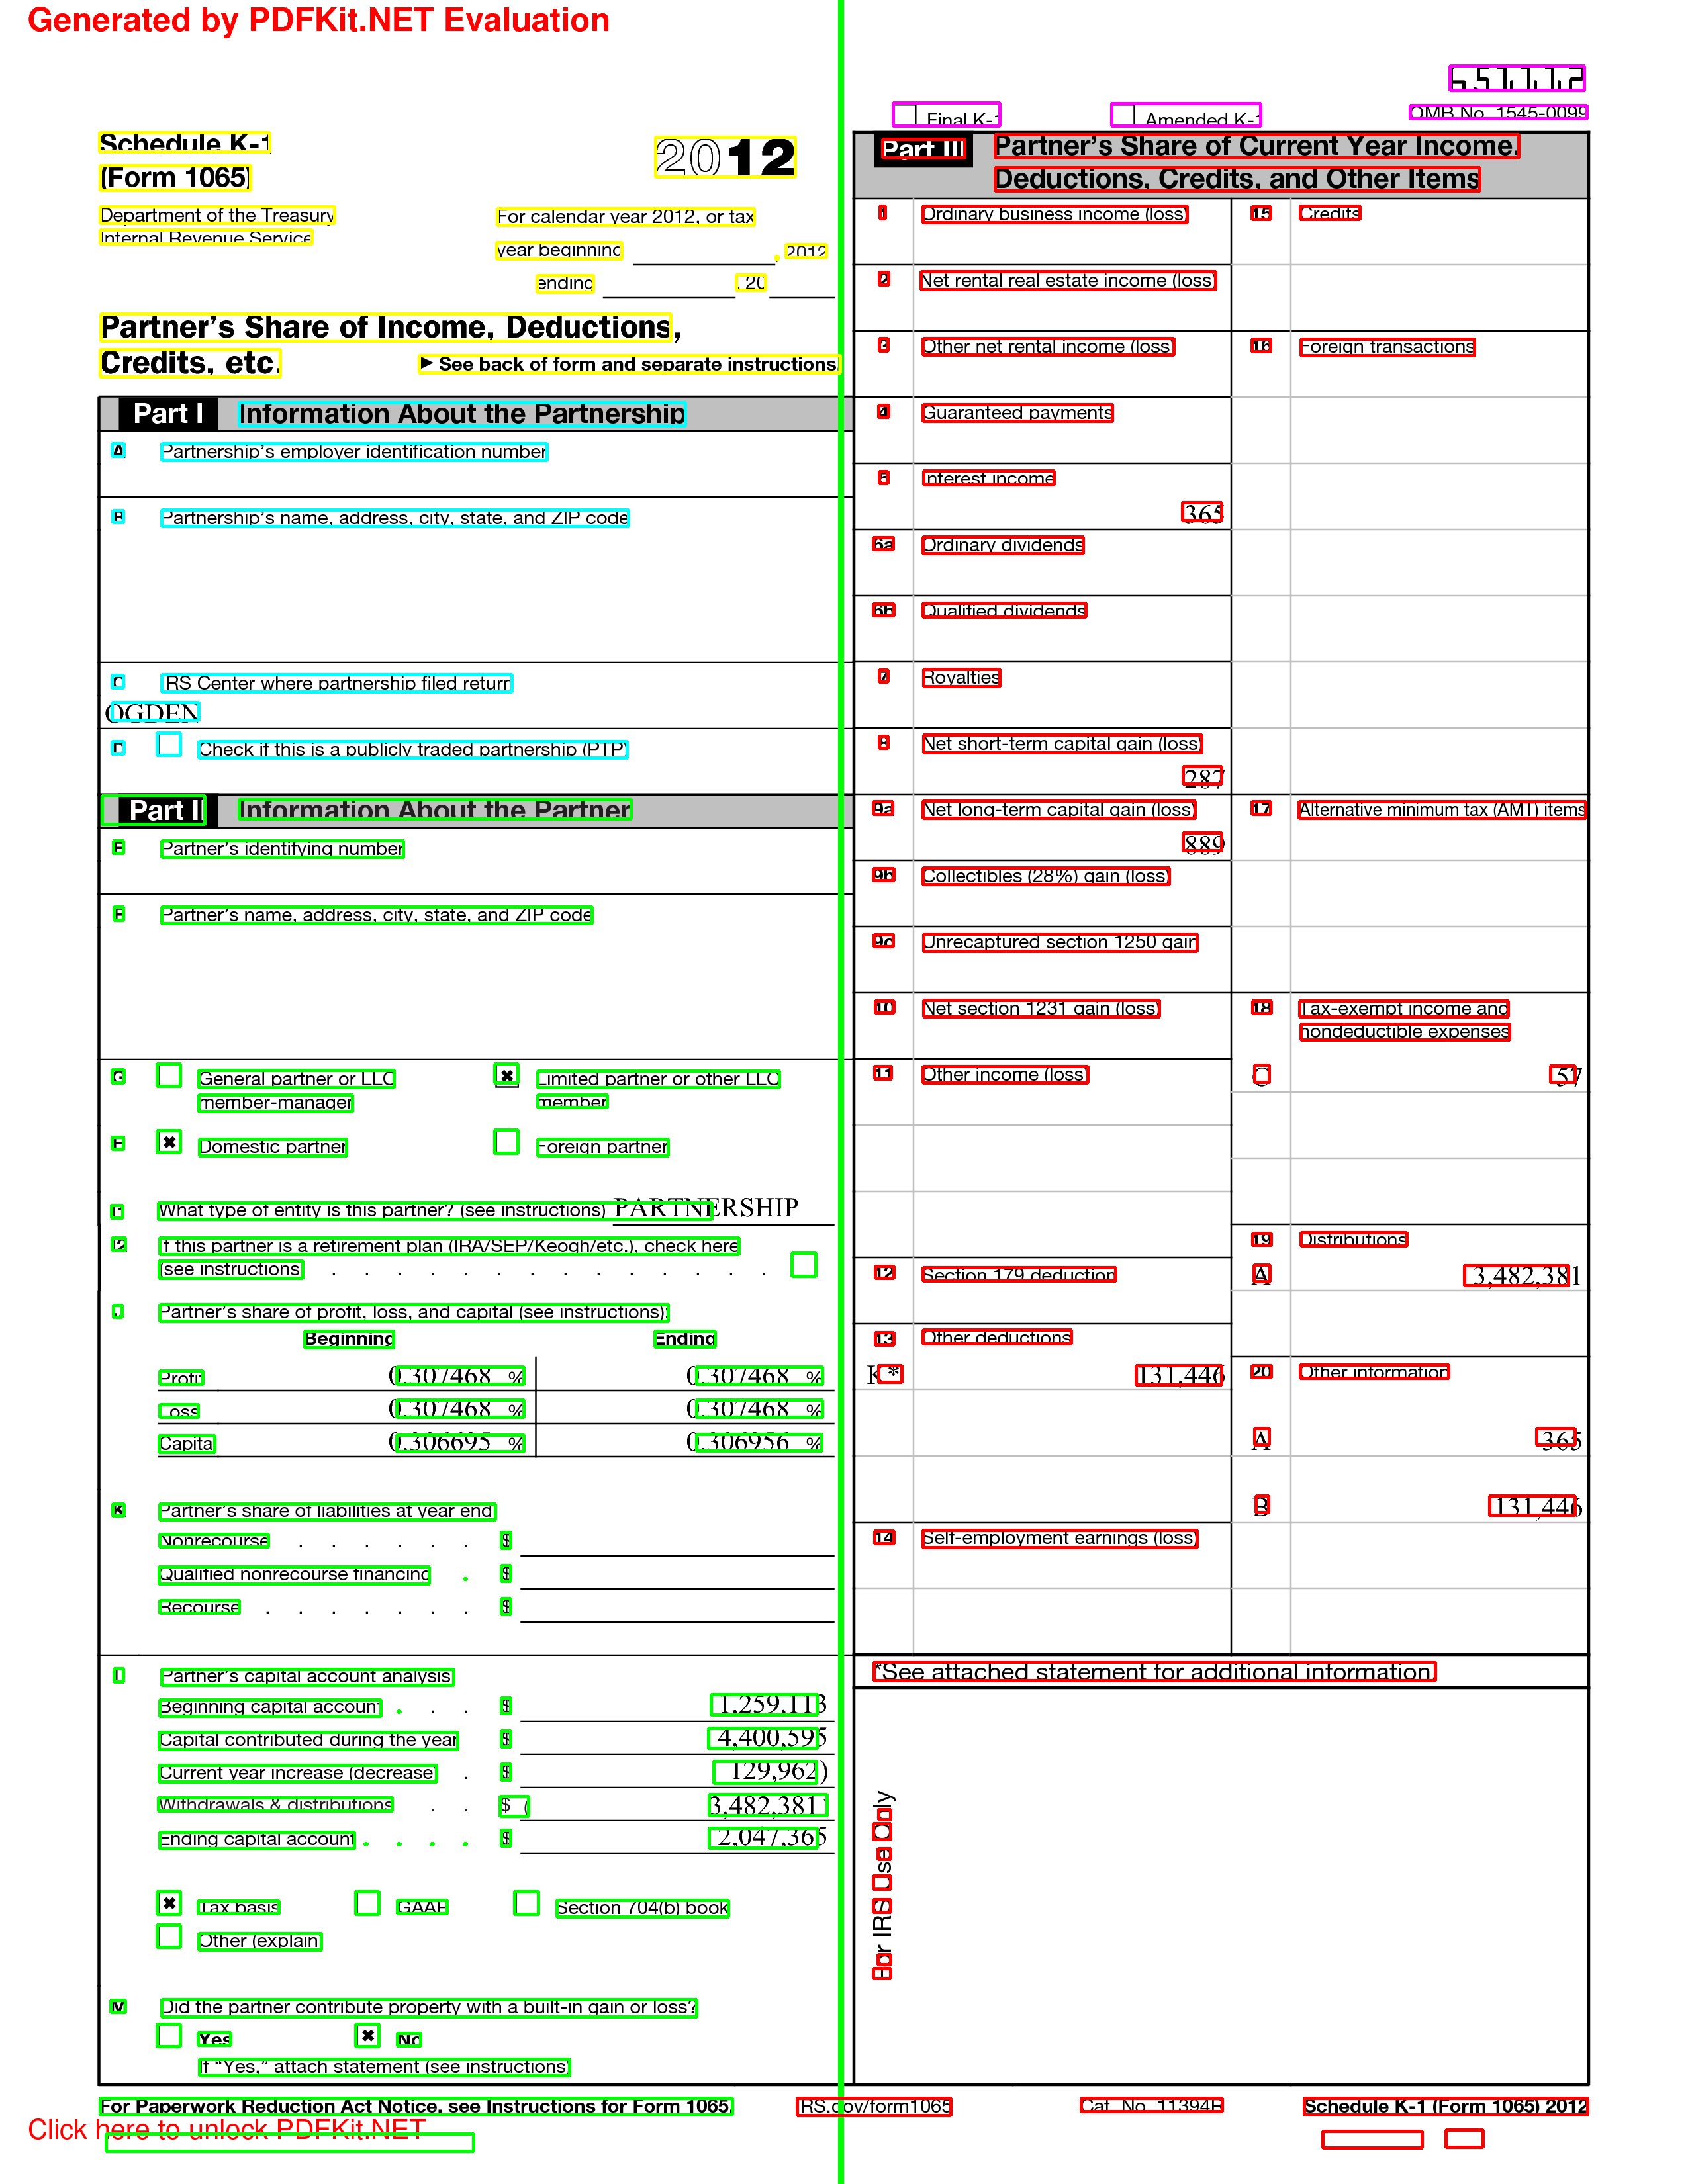 Generated by PDFKit.NET Evaluation
651112
Final K-1
Amended K-1
OMB No. 1545-0099
Schedule K-1
(Form 1065)
2012
Department of the Treasury
Internal Revenue Service
For calendar year 2012, or tax
year beginning , 2012
ending , 20
Partner's Share of Income, Deductions,
Credits, etc.
► See back of form and separate instructions.
Part I Information About the Partnership
A Partnership's employer identification number
B Partnership's name, address, city, state, and ZIP code
C IRS Center where partnership filed return
OGDEN
D Check if this is a publicly traded partnership (PTP)
Part II Information About the Partner
E Partner's identifying number
F Partner's name, address, city, state, and ZIP code
G General partner or LLC
member-manager
✖ Limited partner or other LLC
member
H ✖ Domestic partner
Foreign partner
I1 What type of entity is this partner? (see instructions) PARTNERSHIP
I2 If this partner is a retirement plan (IRA/SEP/Keogh/etc.), check here
(see instructions) . . . . . . . . . . . . . .
J Partner's share of profit, loss, and capital (see instructions):
Beginning Ending
Profit 0.307468 % 0.307468 %
Loss 0.307468 % 0.307468 %
Capital 0.306695 % 0.306956 %
K Partner's share of liabilities at year end:
Nonrecourse . . . . . . $
Qualified nonrecourse financing . $
Recourse . . . . . . . $
L Partner's capital account analysis:
Beginning capital account . . . $ 1,259,113
Capital contributed during the year $ 4,400,595
Current year increase (decrease) . $ 129,962)
Withdrawals & distributions . . $ ( 3,482,381 )
Ending capital account . . . . $ 2,047,365
✖ Tax basis GAAP Section 704(b) book
Other (explain)
M Did the partner contribute property with a built-in gain or loss?
Yes ✖ No
If "Yes," attach statement (see instructions)
Part III Partner's Share of Current Year Income,
Deductions, Credits, and Other Items
1 Ordinary business income (loss)
15 Credits
2 Net rental real estate income (loss)
3 Other net rental income (loss)
16 Foreign transactions
4 Guaranteed payments
5 Interest income
365
6a Ordinary dividends
6b Qualified dividends
7 Royalties
8 Net short-term capital gain (loss)
287
9a Net long-term capital gain (loss)
889
17 Alternative minimum tax (AMT) items
9b Collectibles (28%) gain (loss)
9c Unrecaptured section 1250 gain
10 Net section 1231 gain (loss)
18 Tax-exempt income and
nondeductible expenses
11 Other income (loss)
C 57
19 Distributions
12 Section 179 deduction
A 3,482,381
13 Other deductions
K * 131,446
20 Other information
A 365
B 131,446
14 Self-employment earnings (loss)
*See attached statement for additional information.
For IRS Use Only
For Paperwork Reduction Act Notice, see Instructions for Form 1065.
IRS.gov/form1065
Cat. No. 11394R
Schedule K-1 (Form 1065) 2012
Click here to unlock PDFKit.NET